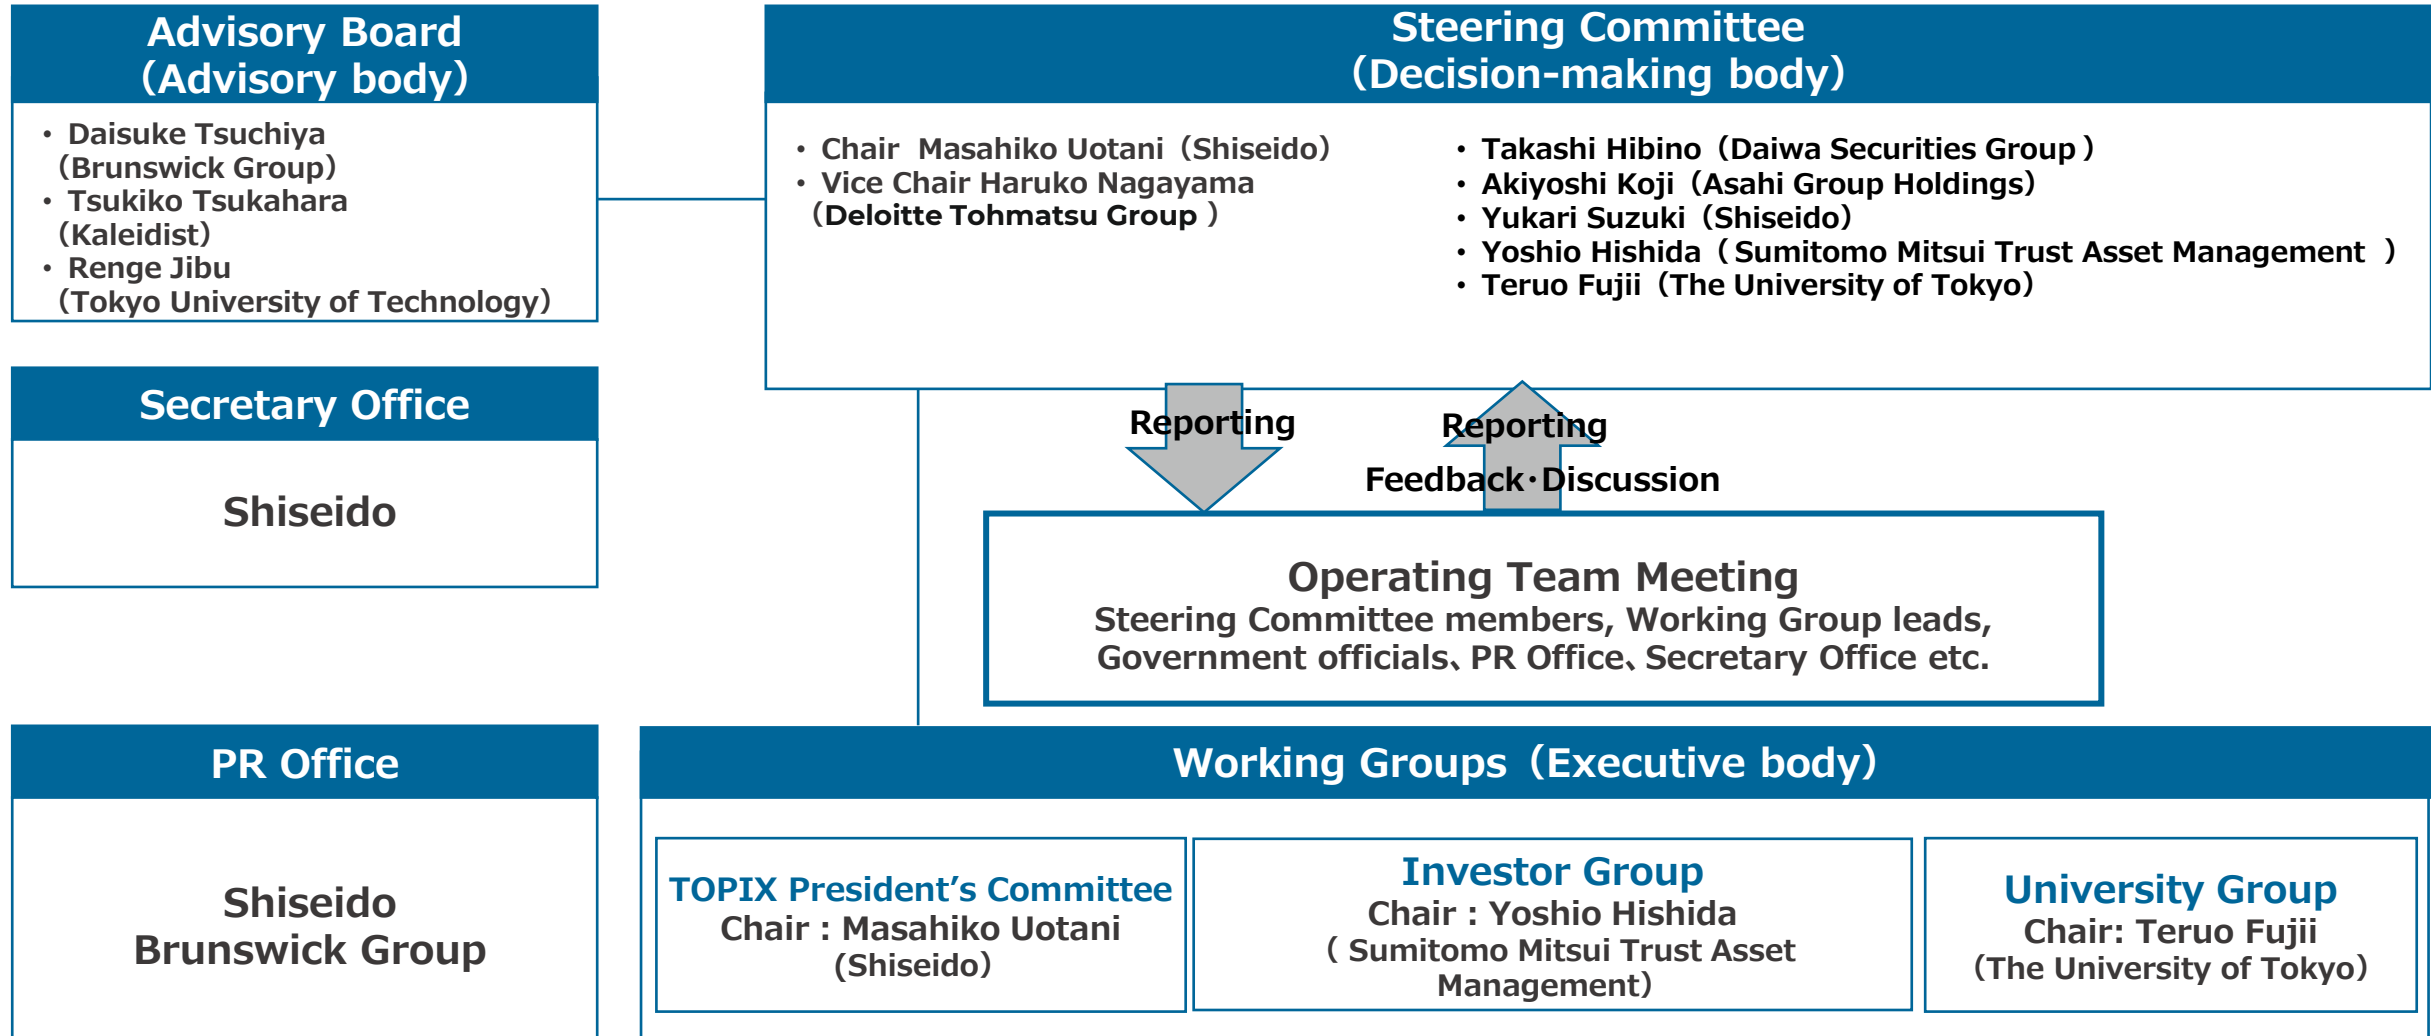 Advisory Board
（Advisory body）
・ Daisuke Tsuchiya
（Brunswick Group）
・ Tsukiko Tsukahara
（Kaleidist）
・ Renge Jibu
（Tokyo University of Technology）
Steering Committee
（Decision-making body）
・ Chair Masahiko Uotani（Shiseido）
・ Vice Chair Haruko Nagayama
（Deloitte Tohmatsu Group ）
・ Takashi Hibino（Daiwa Securities Group ）
・ Akiyoshi Koji（Asahi Group Holdings）
・ Yukari Suzuki（Shiseido）
・ Yoshio Hishida（ Sumitomo Mitsui Trust Asset Management ）
・ Teruo Fujii（The University of Tokyo）
Secretary Office
Shiseido
Reporting
Reporting
Feedback・Discussion
Operating Team Meeting
Steering Committee members, Working Group leads,
Government officials、PR Office、Secretary Office etc.
PR Office
Shiseido
Brunswick Group
Working Groups（Executive body）
TOPIX President’s Committee
Chair：Masahiko Uotani
(Shiseido）
Investor Group
Chair：Yoshio Hishida
（ Sumitomo Mitsui Trust Asset
Management）
University Group
Chair: Teruo Fujii
（The University of Tokyo）